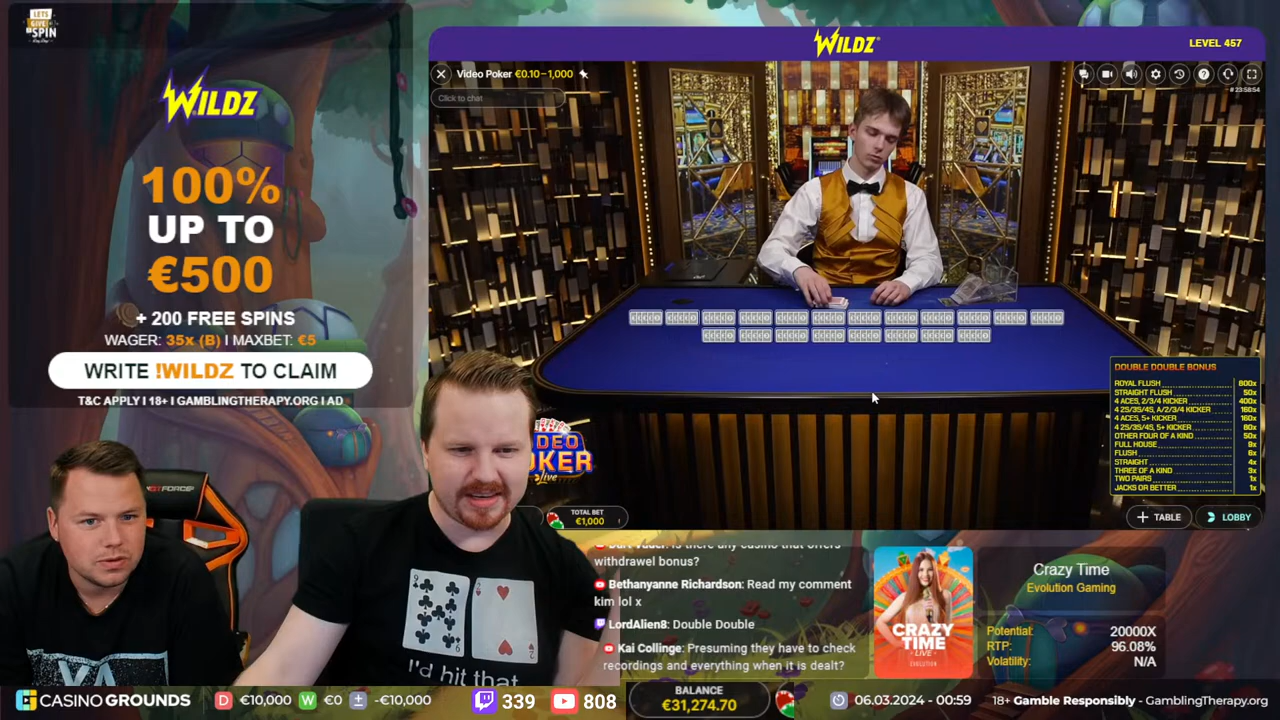 LETS
GIVE IT A
SPIN
WILDZ
100%
UP TO
€500
+ 200 FREE SPINS
WAGER: 35x (B) I MAXBET: €5
WRITE !WILDZ TO CLAIM
T&C APPLY I 18+ I GAMBLINGTHERAPY.ORG I AD
WILDZ
LEVEL 457
Video Poker €0.10–1,000
Click to chat
#235854
DOUBLE DOUBLE BONUS
ROYAL FLUSH 800x
STRAIGHT FLUSH 50x
4 ACES, 2/3/4 KICKER 400x
4 2S/3S/4S, A/2/3/4 KICKER 160x
4 ACES, 5+ KICKER 160x
4 2S/3S/4S, 5+ KICKER 80x
OTHER FOUR OF A KIND 50x
FULL HOUSE 9x
FLUSH 6x
STRAIGHT 4x
THREE OF A KIND 3x
TWO PAIRS 1x
JACKS OR BETTER 1x
TOTAL BET
€1,000
TABLE
LOBBY
GTFORCE
I'd hit that
Dart Vader: Is there any casino that offers
withdrawel bonus?
Bethanyanne Richardson: Read my comment
kim lol x
LordAlien8: Double Double
Kai Collinge: Presuming they have to check
recordings and everything when it is dealt?
CRAZY
TIME
LIVE
EVOLUTION
Crazy Time
Evolution Gaming
Potential: 20000X
RTP: 96.08%
Volatility: N/A
CASINO GROUNDS
D €10,000 W €0 ± -€10,000
339
808
BALANCE
€31,274.70
06.03.2024 - 00:59
18+ Gamble Responsibly - GamblingTherapy.org